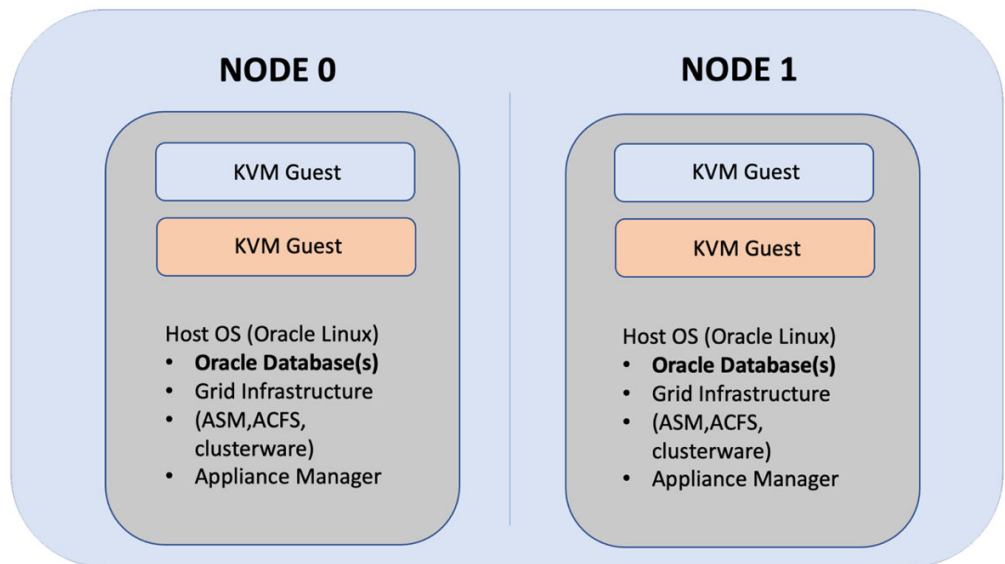 NODE 0
KVM Guest
KVM Guest
Host OS (Oracle Linux)
• Oracle Database(s)
• Grid Infrastructure
• (ASM,ACFS,
clusterware)
• Appliance Manager
NODE 1
KVM Guest
KVM Guest
Host OS (Oracle Linux)
• Oracle Database(s)
• Grid Infrastructure
• (ASM,ACFS,
clusterware)
• Appliance Manager